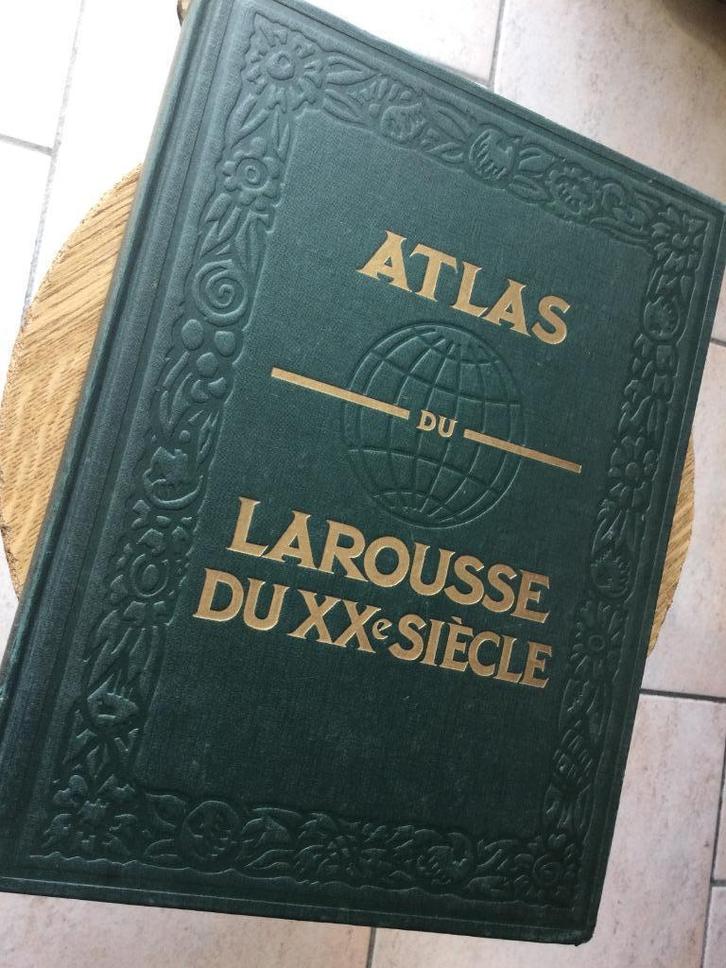 ATLAS
DU
LAROUSSE
DU XXe SIÈCLE